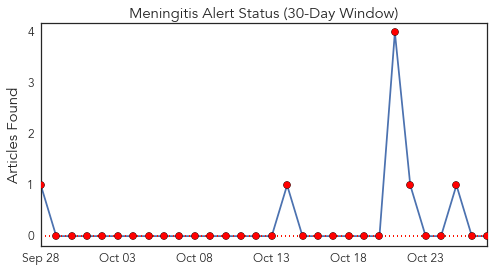 Meningitis Alert Status (30-Day Window)
Articles Found
4
3
2
1
0
Sep 28 Oct 03 Oct 08 Oct 13 Oct 18 Oct 23